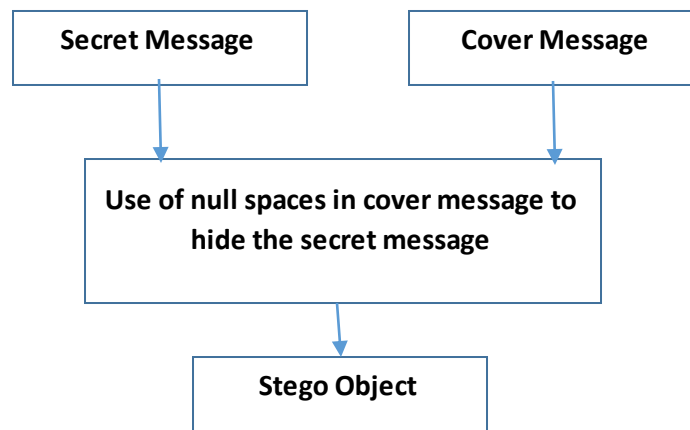 Secret Message
Cover Message
Use of null spaces in cover message to
hide the secret message
Stego Object